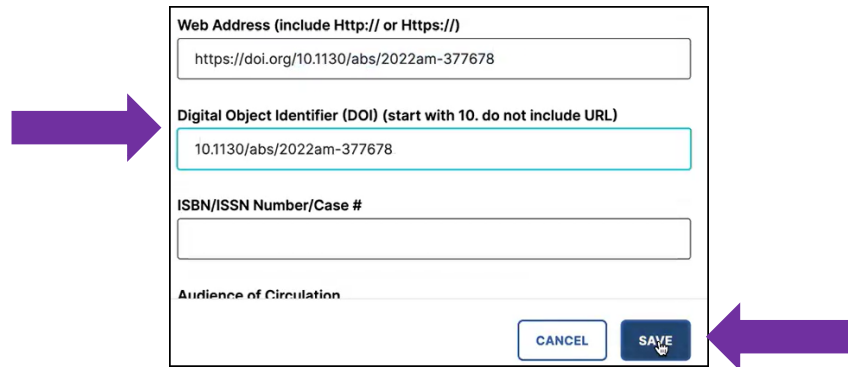 Web Address (include Http:// or Https://)
https://doi.org/10.1130/abs/2022am-377678
Digital Object Identifier (DOI) (start with 10. do not include URL)
10.1130/abs/2022am-377678
ISBN/ISSN Number/Case #
Audience of Circulation
CANCEL
SAVE